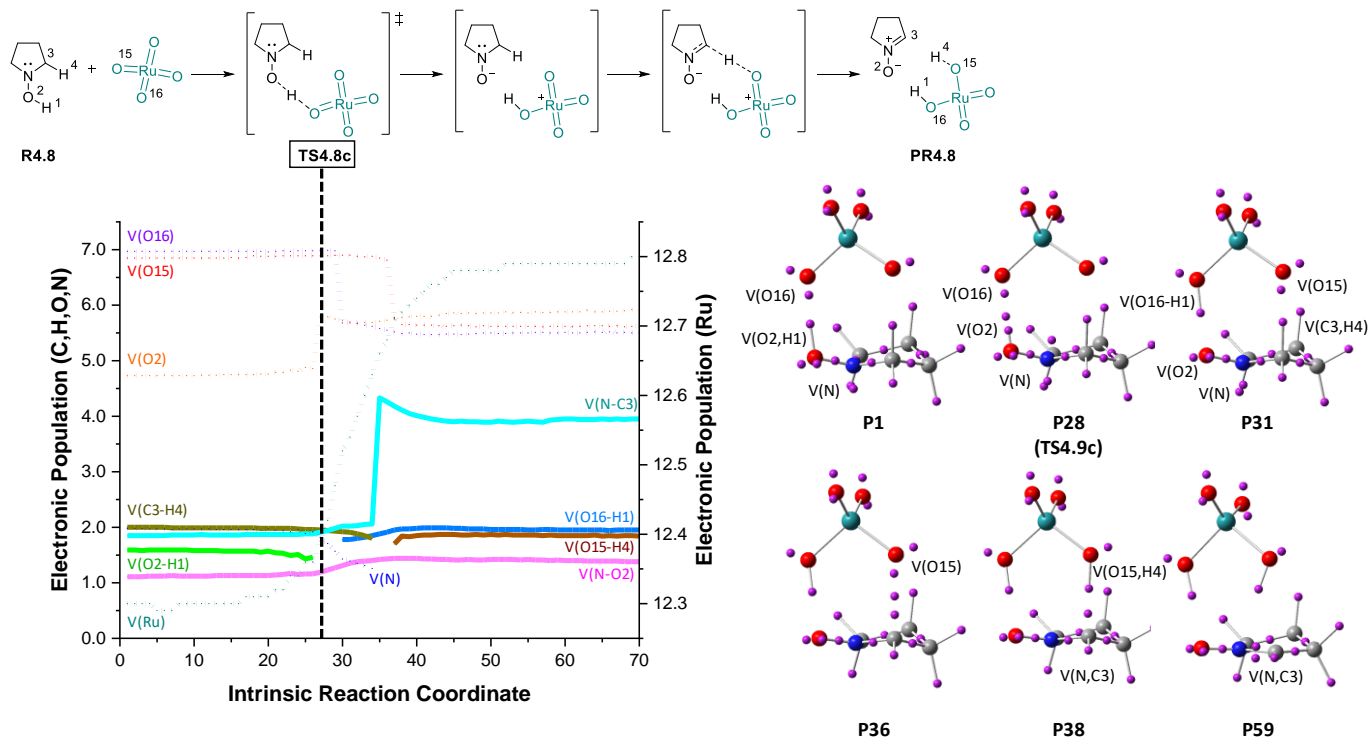 ‡
3
4
H
N
O
2
H
1
+
15
O
O
Ru
O
O
16
N
H
O
H
O
O
Ru
O
O
N
H
O−
H
O
O
Ru
+
O
O
N
H
O−
H
O
O
Ru
+
O
O
3
N
+
2 O−
4
H
O 15
1
H
O
16
Ru
O
O
R4.8
TS4.8c
PR4.8
Electronic Population (C,H,O,N)
7.0
6.0
5.0
4.0
3.0
2.0
1.0
0.0
V(O16)
V(O15)
V(O2)
V(C3-H4)
V(O2-H1)
V(Ru)
V(N-C3)
V(O16-H1)
V(O15-H4)
V(N-O2)
V(N)
12.8
12.7
12.6
12.5
12.4
12.3
Electronic Population (Ru)
0 10 20 30 40 50 60 70
Intrinsic Reaction Coordinate
V(O16)
V(O2,H1)
V(N)
P1
V(O16)
V(O2)
V(N)
P28
(TS4.9c)
V(O16-H1)
V(O15)
V(C3,H4)
V(O2)
V(N)
P31
V(O15)
P36
V(O15,H4)
V(N,C3)
P38
V(N,C3)
P59